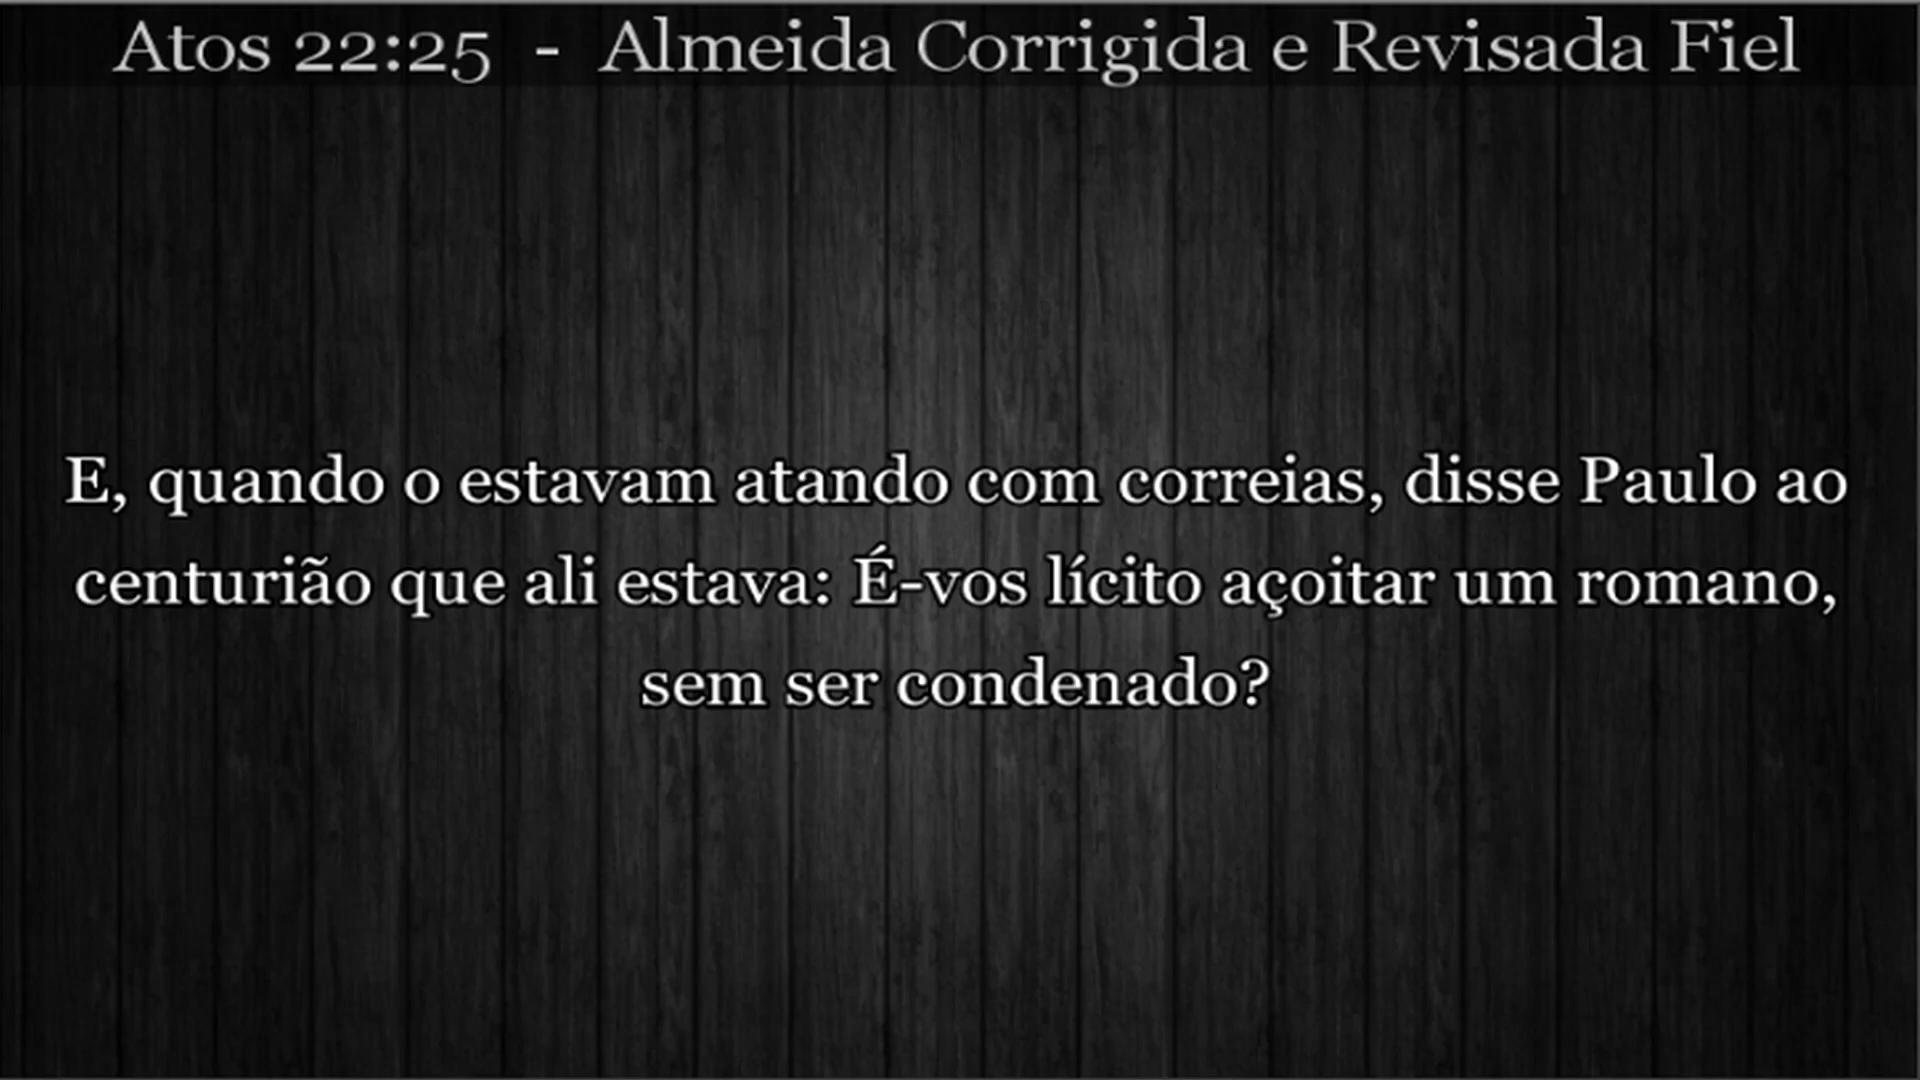 Atos 22:25 - Almeida Corrigida e Revisada Fiel
E, quando o estavam atando com correias, disse Paulo ao
centurião que ali estava: É-vos lícito açoitar um romano,
sem ser condenado?